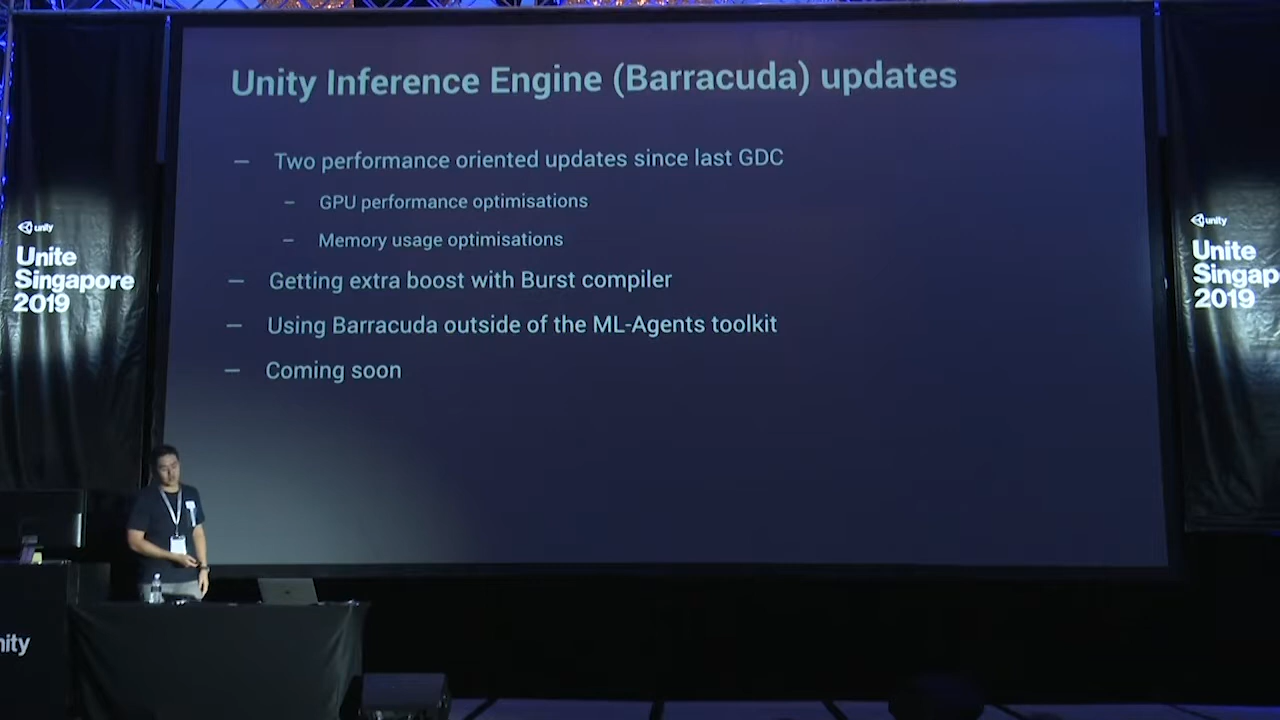 Unity Inference Engine (Barracuda) updates
— Two performance oriented updates since last GDC
– GPU performance optimisations
– Memory usage optimisations
— Getting extra boost with Burst compiler
— Using Barracuda outside of the ML-Agents toolkit
— Coming soon
unity
Unite
Singapore
2019
unity
Unite
Singap
2019
nity